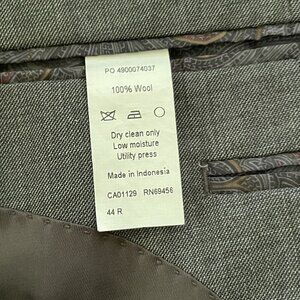 PO 4900074037
100% Wool
Dry clean only
Low moisture
Utility press
Made in Indonesia
CA01129 RN69456
44 R